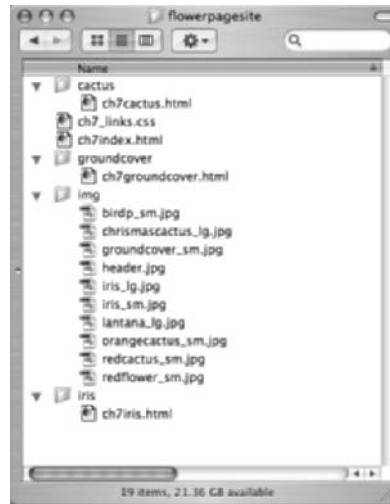 flowerpagesite
Name
cactus
ch7cactus.html
ch7_links.css
ch7index.html
groundcover
ch7groundcover.html
img
birdp_sm.jpg
chrismascactus_lg.jpg
groundcover_sm.jpg
header.jpg
iris_lg.jpg
iris_sm.jpg
lantana_lg.jpg
orangecactus_sm.jpg
redcactus_sm.jpg
redflower_sm.jpg
iris
ch7iris.html
19 items, 21.36 GB available